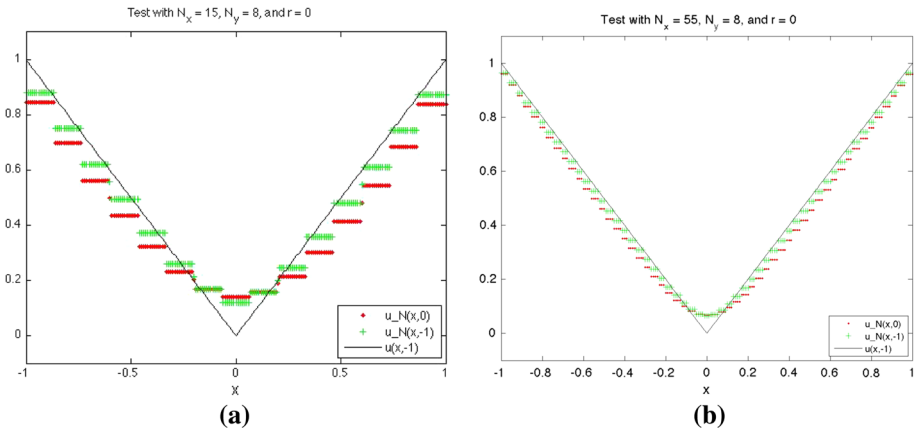 Test with N_x = 15, N_y = 8, and r = 0
1
0.8
0.6
0.4
0.2
0
-1
-0.5
0
0.5
1
x
u_N(x,0)
u_N(x,-1)
u(x,-1)
(a)
Test with N_x = 55, N_y = 8, and r = 0
1
0.8
0.6
0.4
0.2
0
-1 -0.8 -0.6 -0.4 -0.2 0 0.2 0.4 0.6 0.8 1
x
u_N(x,0)
u_N(x,-1)
u(x,-1)
(b)